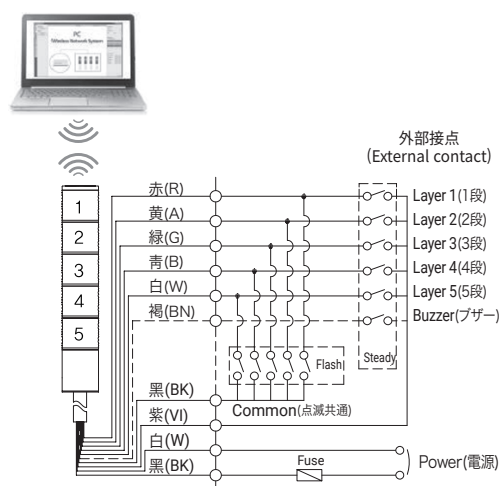 PC
Wireless Network System
外部接点
(External contact)
赤(R)
Layer 1(1段)
1
黄(A)
Layer 2(2段)
2
緑(G)
Layer 3(3段)
3
青(B)
Layer 4(4段)
4
白(W)
Layer 5(5段)
5
褐(BN)
Buzzer(ブザー)
Flash
Steady
黒(BK)
Common(点滅共通)
紫(VI)
白(W)
Fuse
Power(電源)
黒(BK)